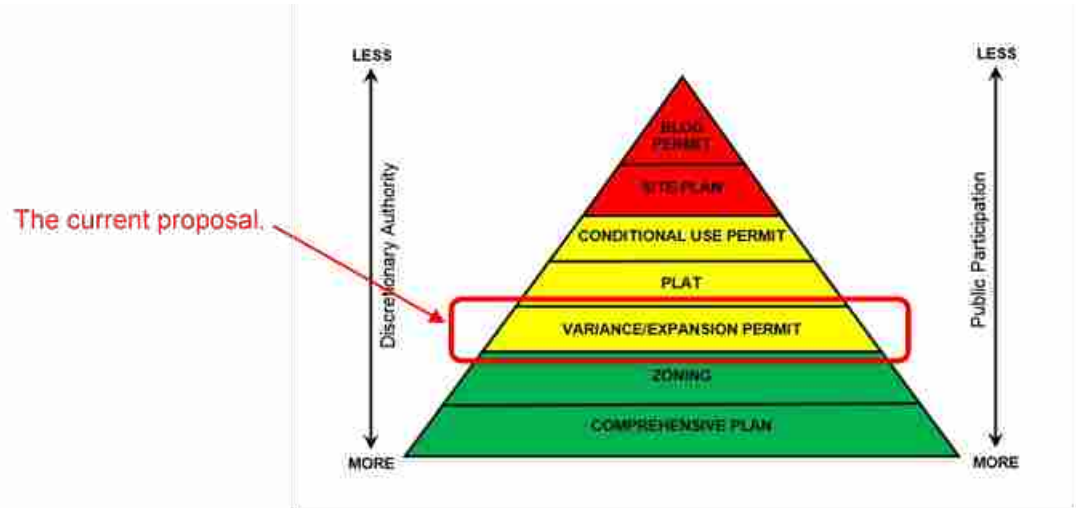 LESS
LESS
BLDG
PERMIT
SITE PLAN
The current proposal.
Discretionary Authority
Public Participation
CONDITIONAL USE PERMIT
PLAT
VARIANCE/EXPANSION PERMIT
ZONING
COMPREHENSIVE PLAN
MORE
MORE